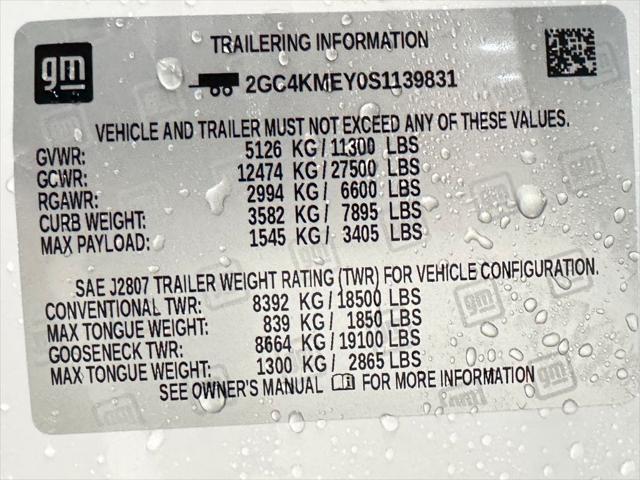 gm
TRAILERING INFORMATION
2GC4KMEY0S1139831
VEHICLE AND TRAILER MUST NOT EXCEED ANY OF THESE VALUES.
GVWR: 5126 KG / 11300 LBS
GCWR: 12474 KG / 27500 LBS
RGAWR: 2994 KG / 6600 LBS
CURB WEIGHT: 3582 KG / 7895 LBS
MAX PAYLOAD: 1545 KG / 3405 LBS
SAE J2807 TRAILER WEIGHT RATING (TWR) FOR VEHICLE CONFIGURATION.
CONVENTIONAL TWR: 8392 KG / 18500 LBS
MAX TONGUE WEIGHT: 839 KG / 1850 LBS
GOOSENECK TWR: 8664 KG / 19100 LBS
MAX TONGUE WEIGHT: 1300 KG / 2865 LBS
SEE OWNER'S MANUAL FOR MORE INFORMATION